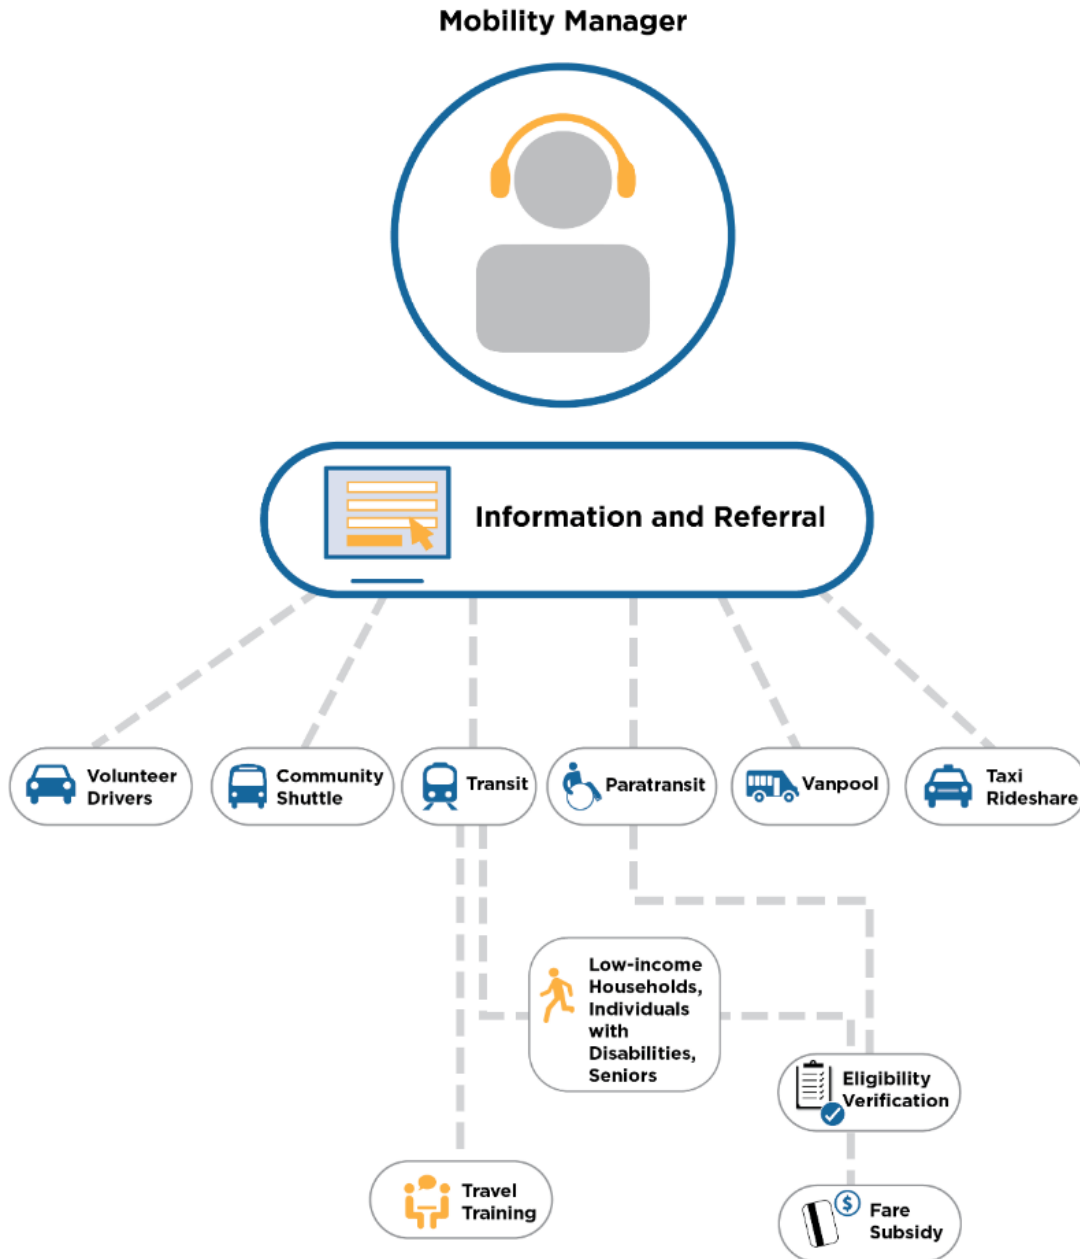 Mobility Manager
Information and Referral
Volunteer
Drivers
Community
Shuttle
Transit
Paratransit
Vanpool
Taxi
Rideshare
Low-income
Households,
Individuals
with
Disabilities,
Seniors
Eligibility
Verification
Travel
Training
$
Fare
Subsidy